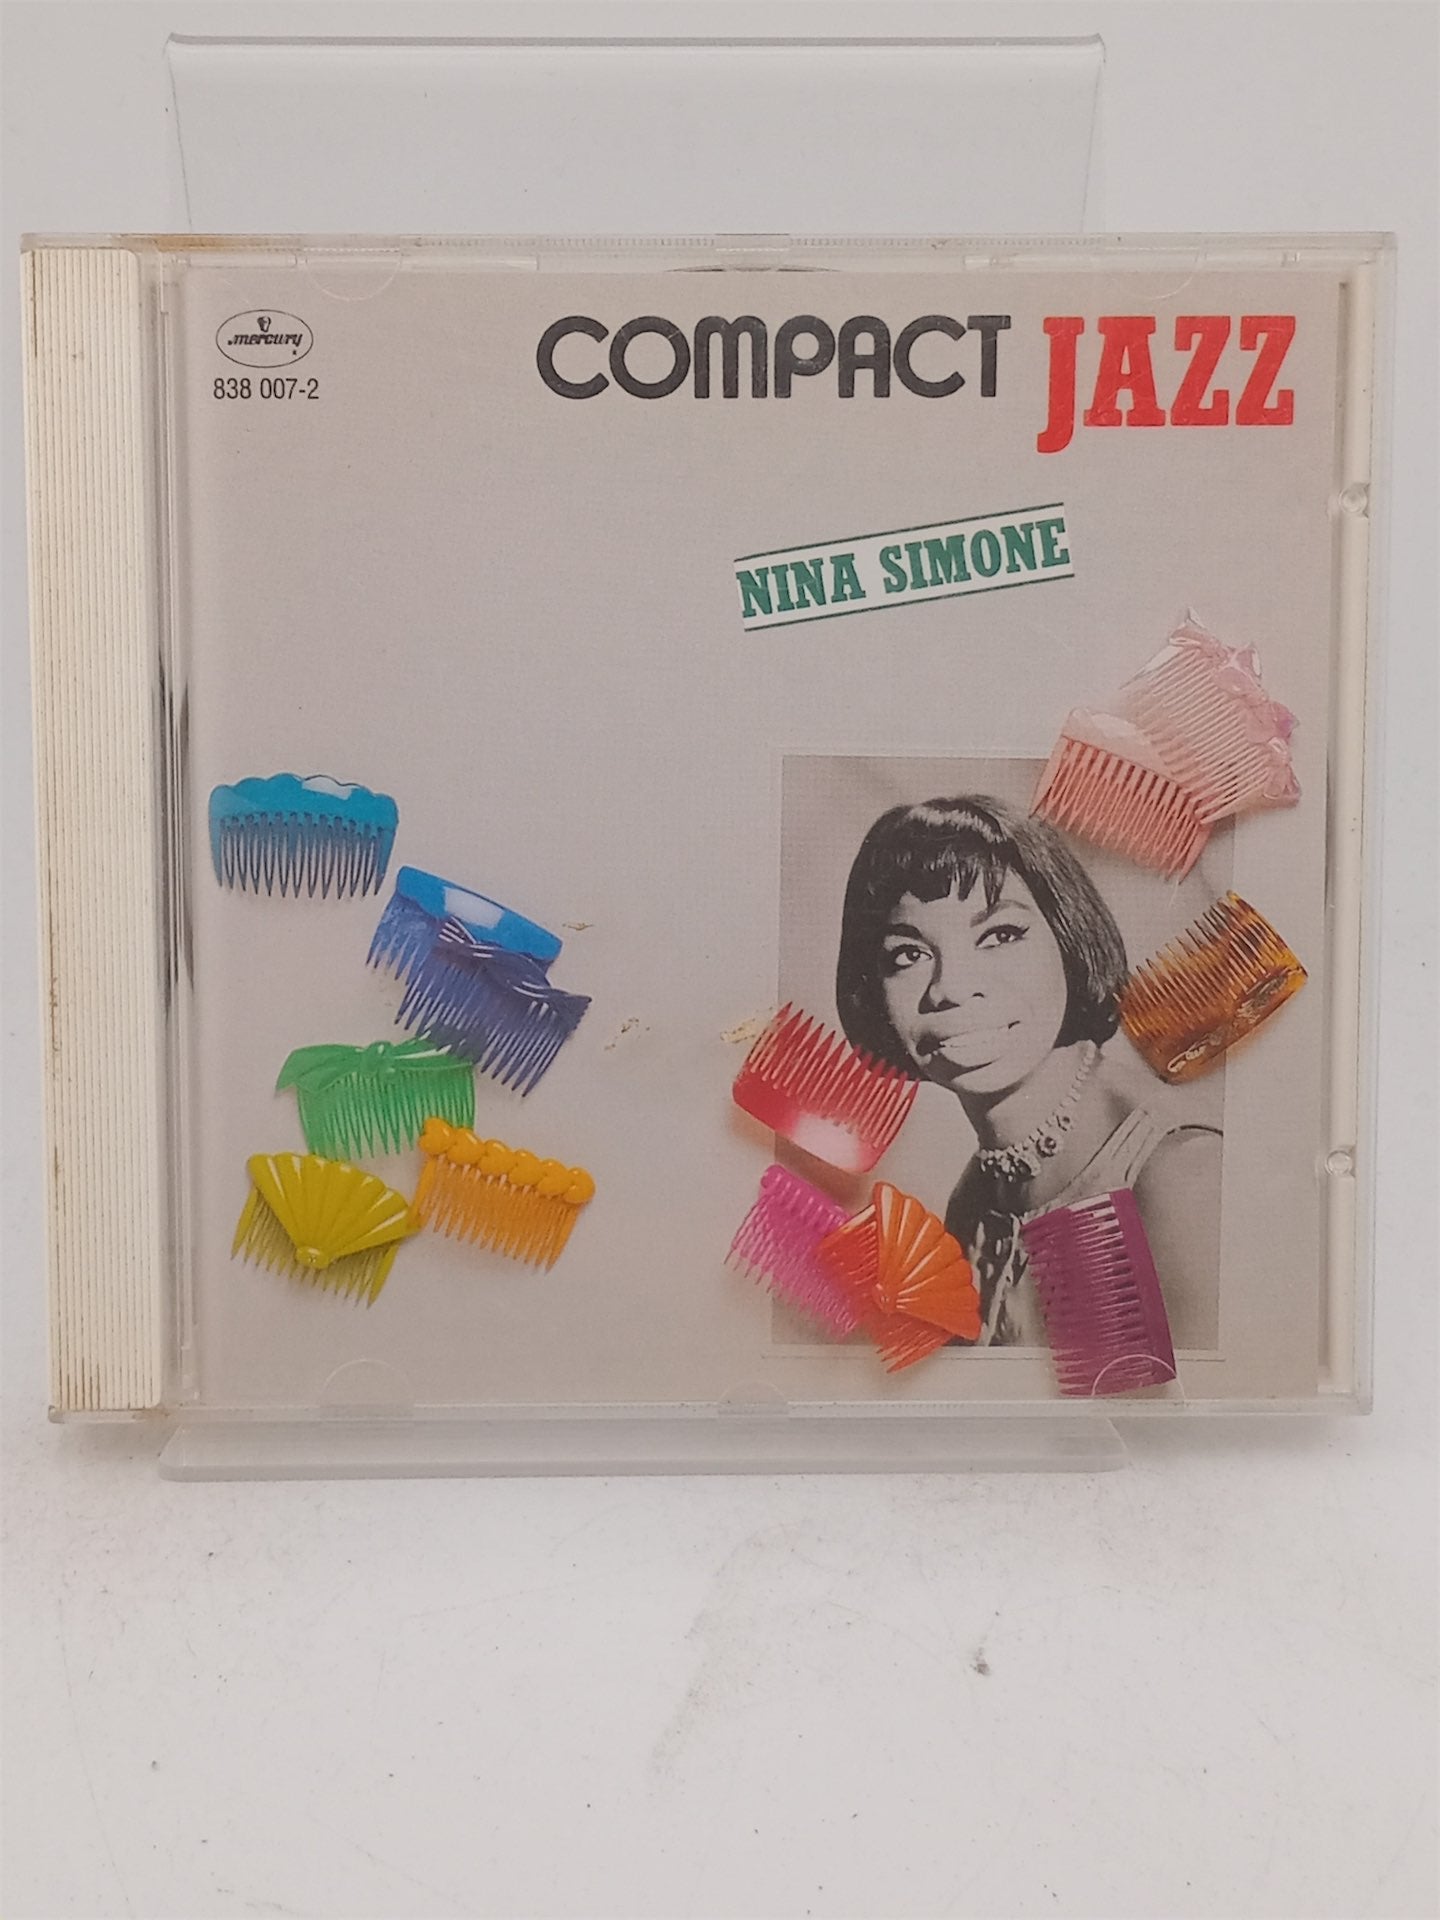 mercury
838 007-2
COMPACT JAZZ
NINA SIMONE